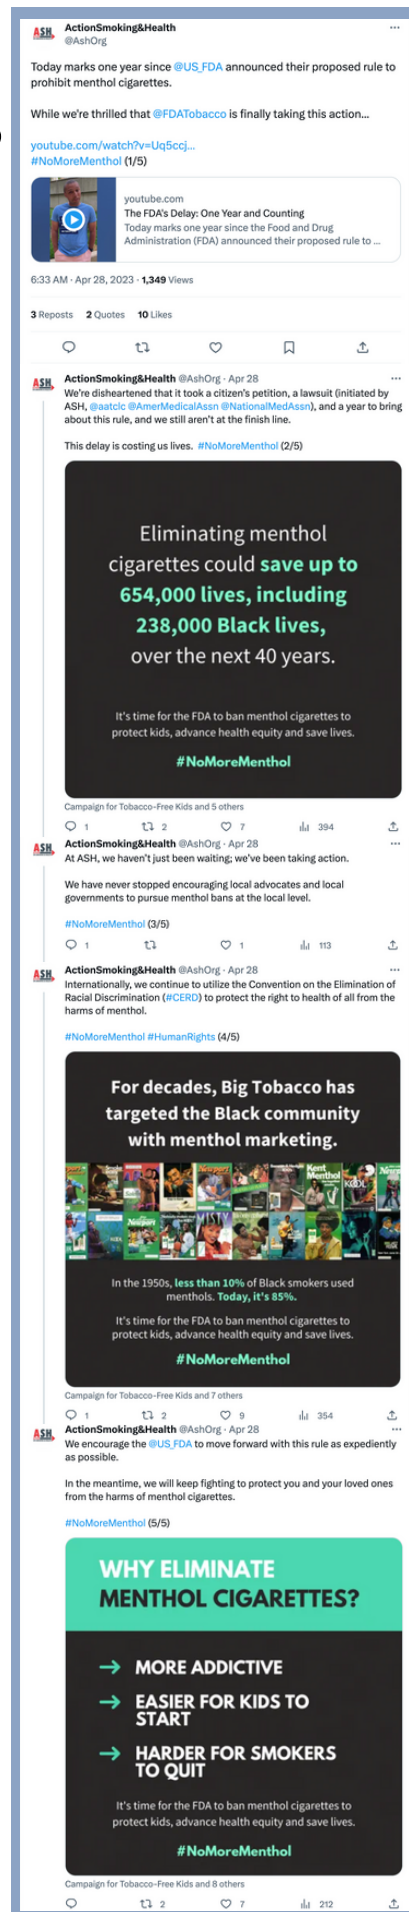 ActionSmoking&Health
@AshOrg
Today marks one year since @US_FDA announced their proposed rule to
prohibit menthol cigarettes.
While we're thrilled that @FDATobacco is finally taking this action...
youtube.com/watch?v=Uq5ccj...
#NoMoreMenthol (1/5)
youtube.com
The FDA's Delay: One Year and Counting
Today marks one year since the Food and Drug
Administration (FDA) announced their proposed rule to ...
6:33 AM · Apr 28, 2023 · 1,349 Views
3 Reposts 2 Quotes 10 Likes
ASH
ActionSmoking&Health @AshOrg · Apr 28
We're disheartened that it took a citizen's petition, a lawsuit (initiated by
ASH, @aatclc @AmerMedicalAssn @NationalMedAssn), and a year to bring
about this rule, and we still aren't at the finish line.
This delay is costing us lives. #NoMoreMenthol (2/5)
Eliminating menthol
cigarettes could save up to
654,000 lives, including
238,000 Black lives,
over the next 40 years.
It's time for the FDA to ban menthol cigarettes to
protect kids, advance health equity and save lives.
#NoMoreMenthol
Campaign for Tobacco-Free Kids and 5 others
1 2 7 394
ASH
ActionSmoking&Health @AshOrg · Apr 28
At ASH, we haven't just been waiting; we've been taking action.
We have never stopped encouraging local advocates and local
governments to pursue menthol bans at the local level.
#NoMoreMenthol (3/5)
1 1 113
ASH
ActionSmoking&Health @AshOrg · Apr 28
Internationally, we continue to utilize the Convention on the Elimination of
Racial Discrimination (#CERD) to protect the right to health of all from the
harms of menthol.
#NoMoreMenthol #HumanRights (4/5)
For decades, Big Tobacco has
targeted the Black community
with menthol marketing.
Newport
Kent
Menthol
KOOL
In the 1950s, less than 10% of Black smokers used
menthols. Today, it's 85%.
It's time for the FDA to ban menthol cigarettes to
protect kids, advance health equity and save lives.
#NoMoreMenthol
Campaign for Tobacco-Free Kids and 7 others
1 2 9 354
ASH
ActionSmoking&Health @AshOrg · Apr 28
We encourage the @US_FDA to move forward with this rule as expediently
as possible.
In the meantime, we will keep fighting to protect you and your loved ones
from the harms of menthol cigarettes.
#NoMoreMenthol (5/5)
WHY ELIMINATE
MENTHOL CIGARETTES?
→ MORE ADDICTIVE
→ EASIER FOR KIDS TO
START
→ HARDER FOR SMOKERS
TO QUIT
It's time for the FDA to ban menthol cigarettes to
protect kids, advance health equity and save lives.
#NoMoreMenthol
Campaign for Tobacco-Free Kids and 8 others
2 7 212